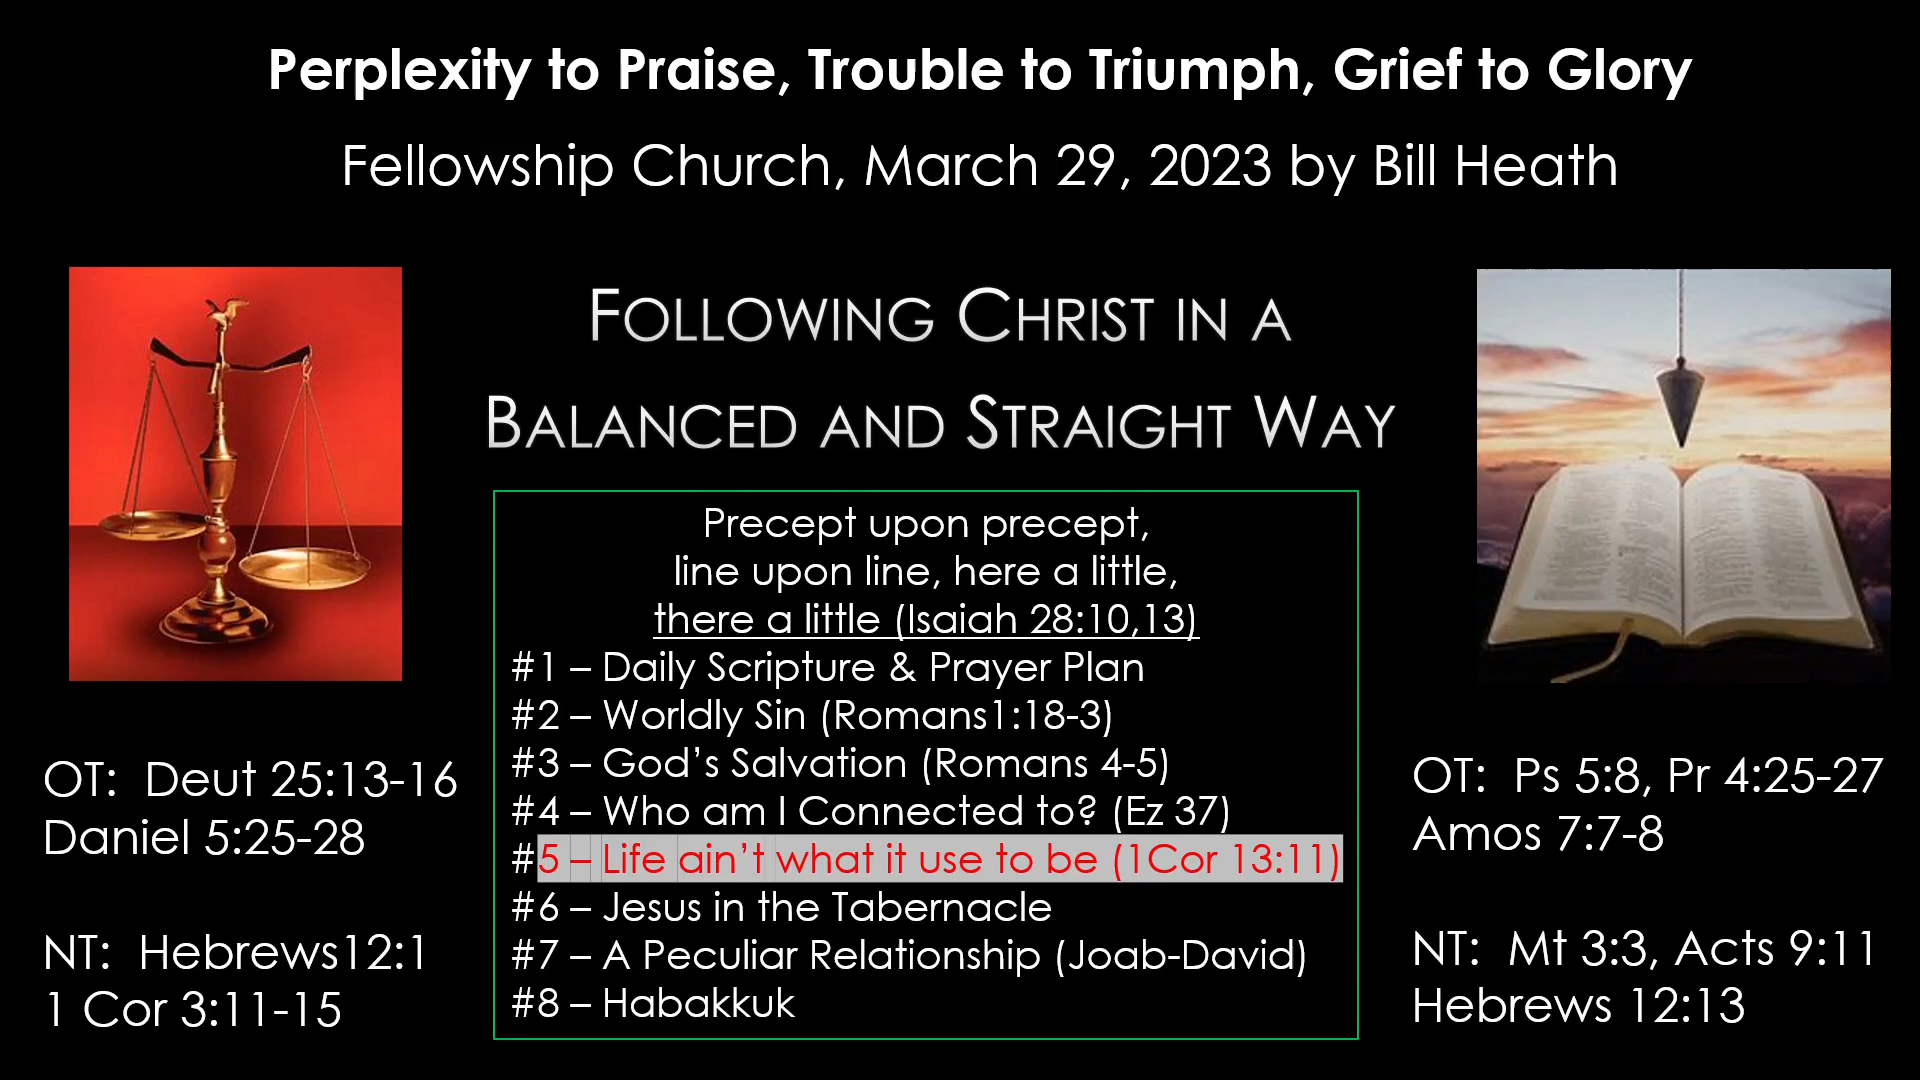 Perplexity to Praise, Trouble to Triumph, Grief to Glory
Fellowship Church, March 29, 2023 by Bill Heath
FOLLOWING CHRIST IN A
BALANCED AND STRAIGHT WAY
Precept upon precept,
line upon line, here a little,
there a little (Isaiah 28:10,13)
#1 – Daily Scripture & Prayer Plan
#2 – Worldly Sin (Romans1:18-3)
#3 – God’s Salvation (Romans 4-5)
#4 – Who am I Connected to? (Ez 37)
#5 – Life ain’t what it use to be (1Cor 13:11)
#6 – Jesus in the Tabernacle
#7 – A Peculiar Relationship (Joab-David)
#8 – Habakkuk
OT:  Deut 25:13-16
Daniel 5:25-28
NT:  Hebrews12:1
1 Cor 3:11-15
OT:  Ps 5:8, Pr 4:25-27
Amos 7:7-8
NT:  Mt 3:3, Acts 9:11
Hebrews 12:13